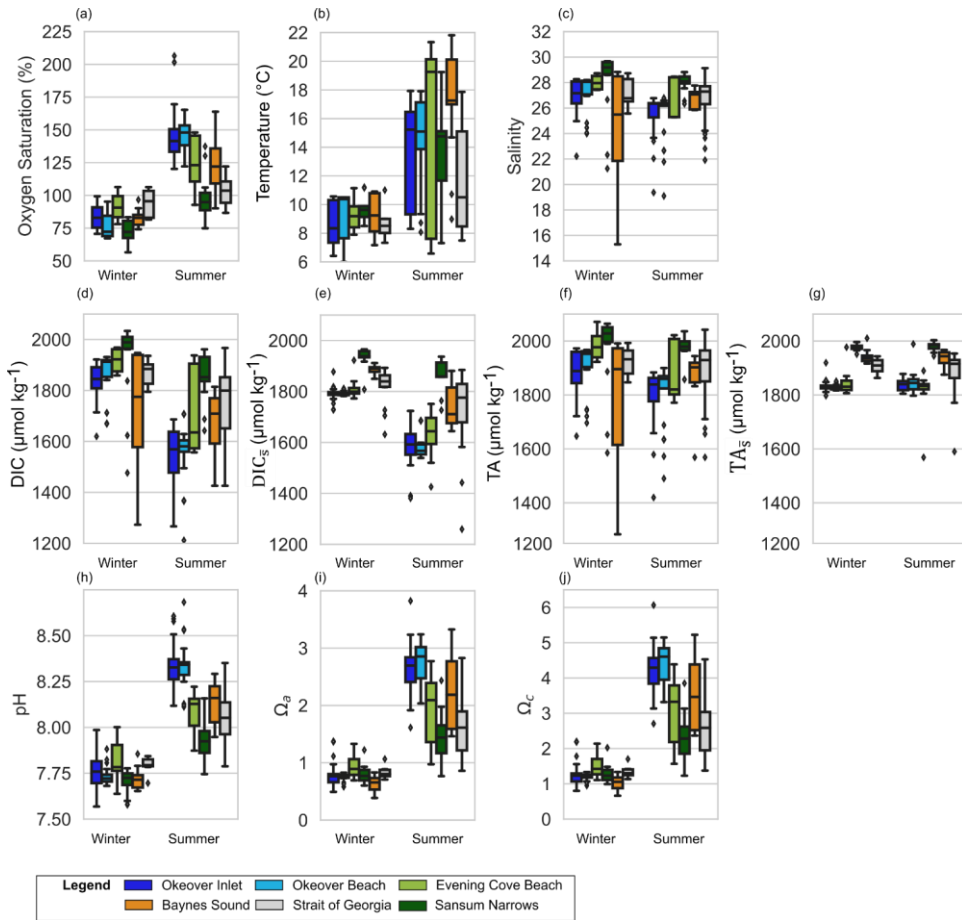 (a)
(b)
(c)
Oxygen Saturation (%)
225
200
175
150
125
100
75
50
Winter
Summer
Temperature (°C)
22
20
18
16
14
12
10
8
6
Winter
Summer
Salinity
32
30
28
26
24
22
20
18
16
14
Winter
Summer
(d)
(e)
(f)
(g)
DIC (μmol kg⁻¹)
2000
1800
1600
1400
1200
Winter
Summer
DIC_s̅ (μmol kg⁻¹)
2000
1800
1600
1400
1200
Winter
Summer
TA (μmol kg⁻¹)
2000
1800
1600
1400
1200
Winter
Summer
TA_s̅ (μmol kg⁻¹)
2000
1800
1600
1400
1200
Winter
Summer
(h)
(i)
(j)
pH
8.50
8.25
8.00
7.75
7.50
Winter
Summer
Ωₐ
4
3
2
1
0
Winter
Summer
Ω_c
6
5
4
3
2
1
0
Winter
Summer
Legend
Okeover Inlet
Okeover Beach
Evening Cove Beach
Baynes Sound
Strait of Georgia
Sansum Narrows